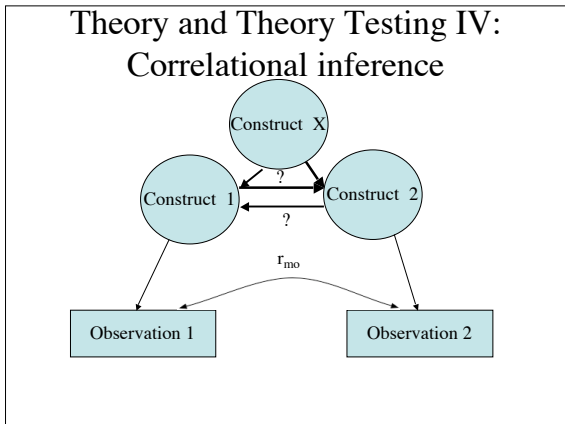 Theory and Theory Testing IV:
Correlational inference
Construct X
?
Construct 1
Construct 2
?
rmo
Observation 1
Observation 2